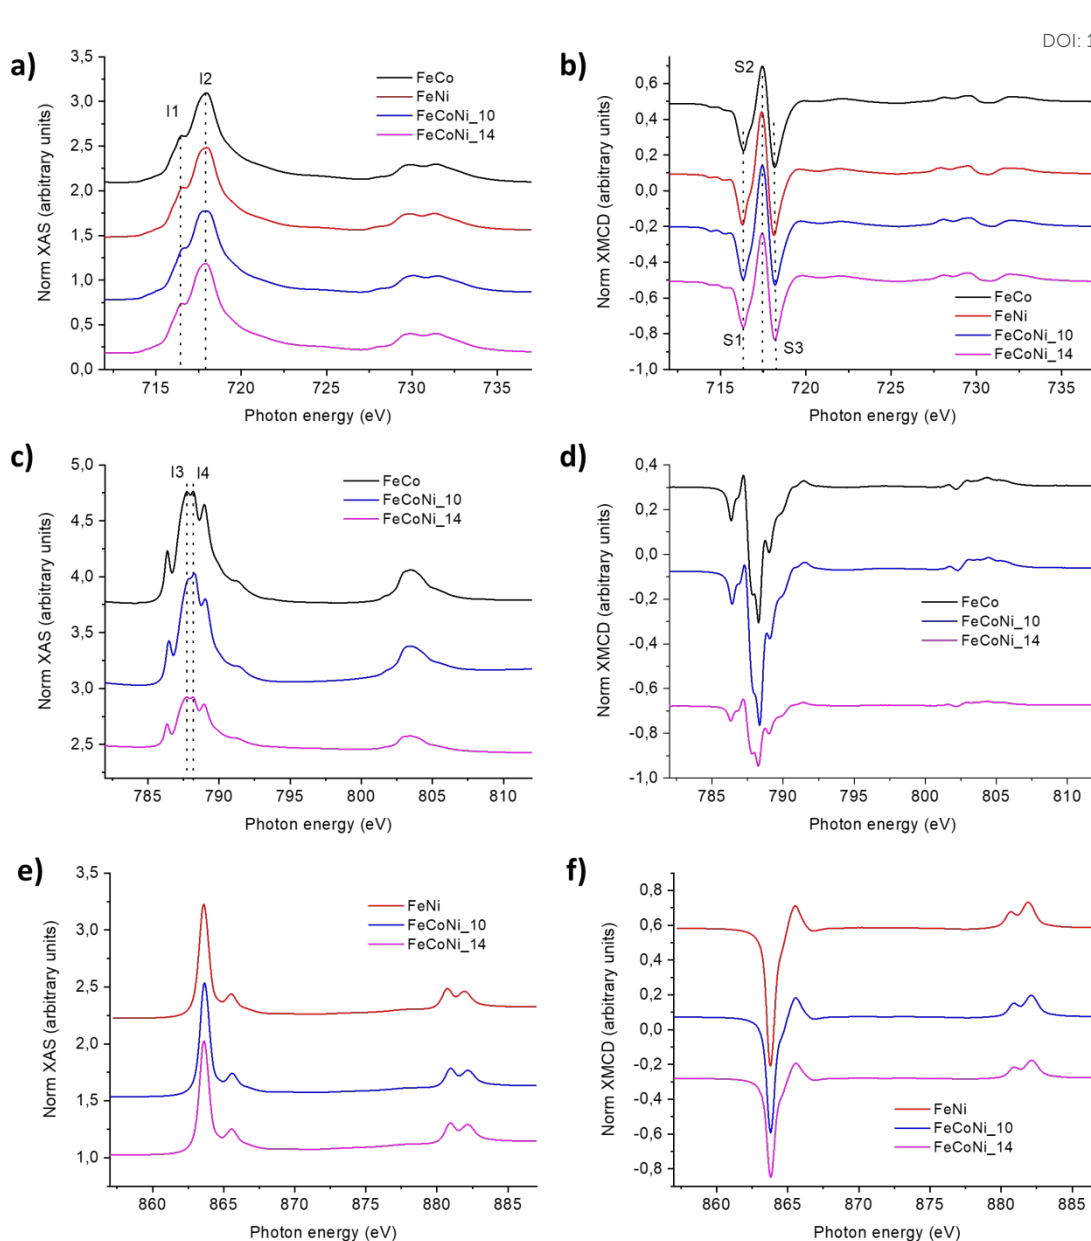 DOI: 1
a)
3,5
3,0
2,5
2,0
1,5
1,0
0,5
0,0
Norm XAS (arbitrary units)
I1
I2
FeCo
FeNi
FeCoNi_10
FeCoNi_14
715 720 725 730 735
Photon energy (eV)
b)
0,6
0,4
0,2
0,0
-0,2
-0,4
-0,6
-0,8
-1,0
Norm XMCD (arbitrary units)
S2
S1
S3
FeCo
FeNi
FeCoNi_10
FeCoNi_14
715 720 725 730 735
Photon energy (eV)
c)
5,0
4,5
4,0
3,5
3,0
2,5
Norm XAS (arbitrary units)
I3 I4
FeCo
FeCoNi_10
FeCoNi_14
785 790 795 800 805 810
Photon energy (eV)
d)
0,4
0,2
0,0
-0,2
-0,4
-0,6
-0,8
-1,0
Norm XMCD (arbitrary units)
FeCo
FeCoNi_10
FeCoNi_14
785 790 795 800 805 810
Photon energy (eV)
e)
3,5
3,0
2,5
2,0
1,5
1,0
Norm XAS (arbitrary units)
FeNi
FeCoNi_10
FeCoNi_14
860 865 870 875 880 885
Photon energy (eV)
f)
0,8
0,6
0,4
0,2
0,0
-0,2
-0,4
-0,6
-0,8
Norm XMCD (arbitrary units)
FeNi
FeCoNi_10
FeCoNi_14
860 865 870 875 880 885
Photon energy (eV)